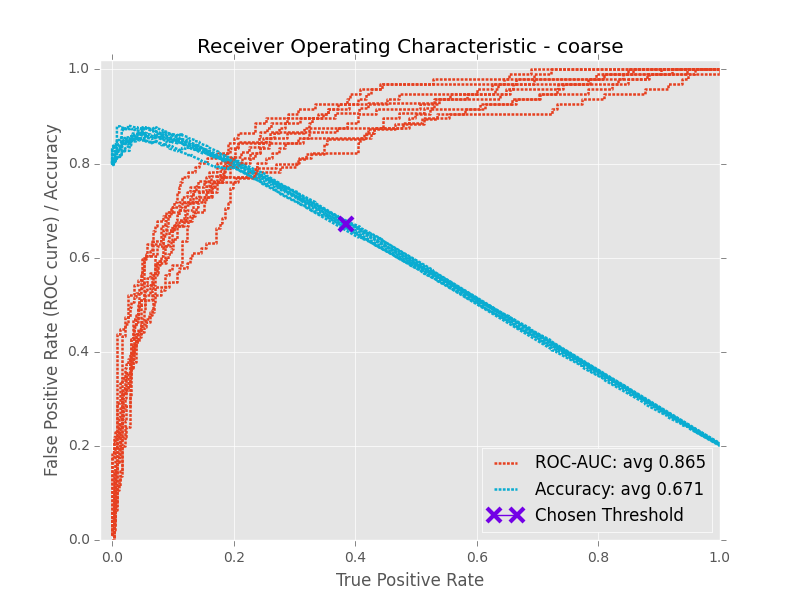 Receiver Operating Characteristic - coarse
False Positive Rate (ROC curve) / Accuracy
1.0
0.8
0.6
0.4
0.2
0.0
0.0 0.2 0.4 0.6 0.8 1.0
True Positive Rate
ROC-AUC: avg 0.865
Accuracy: avg 0.671
Chosen Threshold